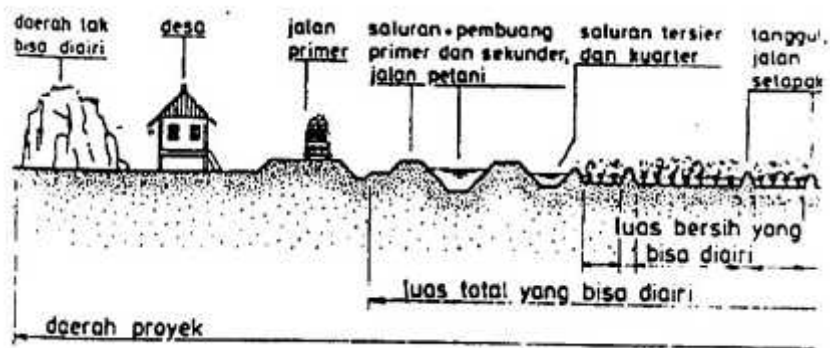 daerah tak
bisa diairi
desa
jalan
primer
saluran + pembuang
primer dan sekunder,
jalan petani
saluran tersier
dan kuarter
tanggul,
jalan
setapak
luas bersih yang
bisa diairi
luas total yang bisa diairi
daerah proyek